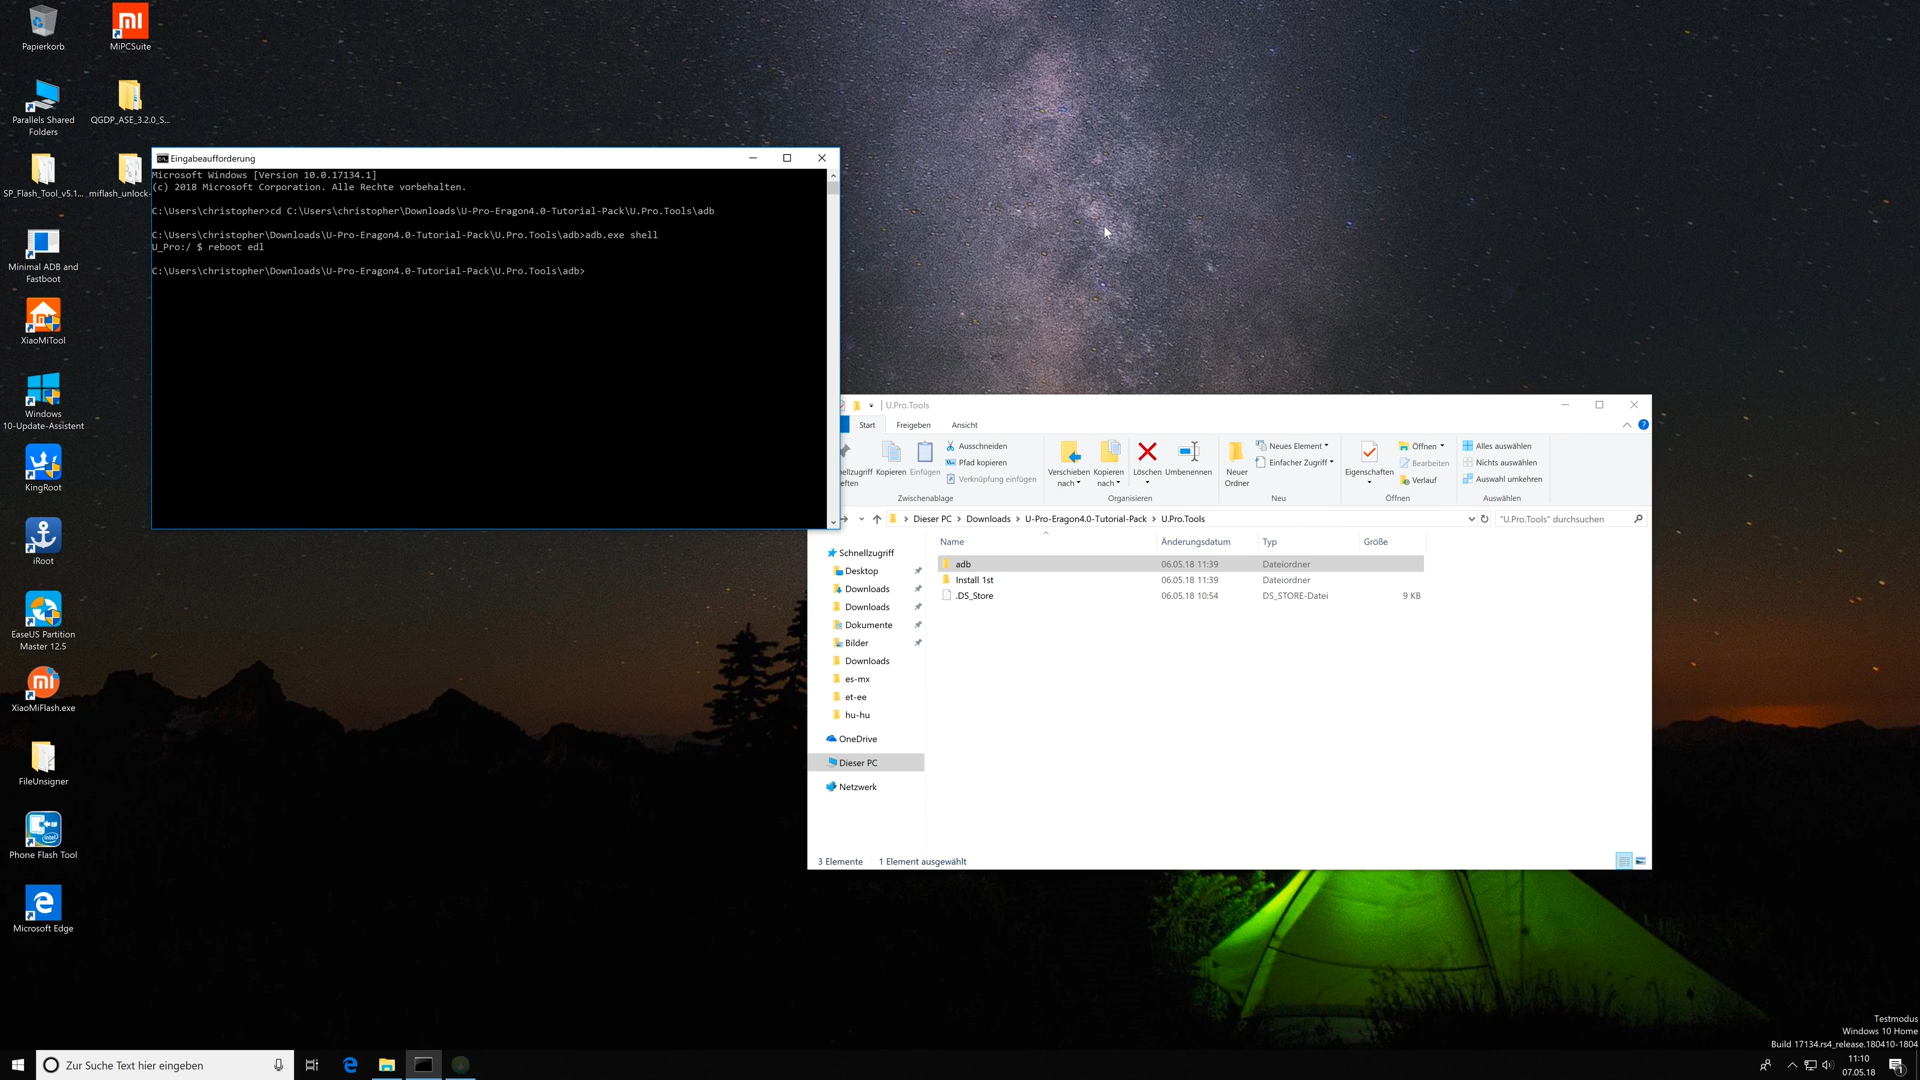 Papierkorb
MiPCSuite
Parallels Shared
Folders
QGDP_ASE_3.2.0_S...
SP_Flash_Tool_v5.1...
miflash_unlock-
Minimal ADB and
Fastboot
XiaoMiTool
Windows
10-Update-Assistent
KingRoot
iRoot
EaseUS Partition
Master 12.5
XiaoMiFlash.exe
FileUnsigner
Phone Flash Tool
Microsoft Edge
Eingabeaufforderung
Microsoft Windows [Version 10.0.17134.1]
(c) 2018 Microsoft Corporation. Alle Rechte vorbehalten.
C:\Users\christopher>cd C:\Users\christopher\Downloads\U-Pro-Eragon4.0-Tutorial-Pack\U.Pro.Tools\adb
C:\Users\christopher\Downloads\U-Pro-Eragon4.0-Tutorial-Pack\U.Pro.Tools\adb>adb.exe shell
U_Pro:/ $ reboot edl
C:\Users\christopher\Downloads\U-Pro-Eragon4.0-Tutorial-Pack\U.Pro.Tools\adb>
U.Pro.Tools
Start Freigeben Ansicht
Ausschneiden
Pfad kopieren
Verknüpfung einfügen
Kopieren Einfügen
Zwischenablage
Verschieben nach
Kopieren nach
Löschen
Umbenennen
Organisieren
Neuer Ordner
Neues Element
Einfacher Zugriff
Neu
Eigenschaften
Öffnen
Bearbeiten
Verlauf
Öffnen
Alles auswählen
Nichts auswählen
Auswahl umkehren
Auswählen
Dieser PC > Downloads > U-Pro-Eragon4.0-Tutorial-Pack > U.Pro.Tools
"U.Pro.Tools" durchsuchen
Name Änderungsdatum Typ Größe
adb 06.05.18 11:39 Dateiordner
Install 1st 06.05.18 11:39 Dateiordner
.DS_Store 06.05.18 10:54 DS_STORE-Datei 9 KB
Schnellzugriff
Desktop
Downloads
Downloads
Dokumente
Bilder
Downloads
es-mx
et-ee
hu-hu
OneDrive
Dieser PC
Netzwerk
3 Elemente 1 Element ausgewählt
Testmodus
Windows 10 Home
Build 17134.rs4_release.180410-1804
Zur Suche Text hier eingeben
11:10
07.05.18
1